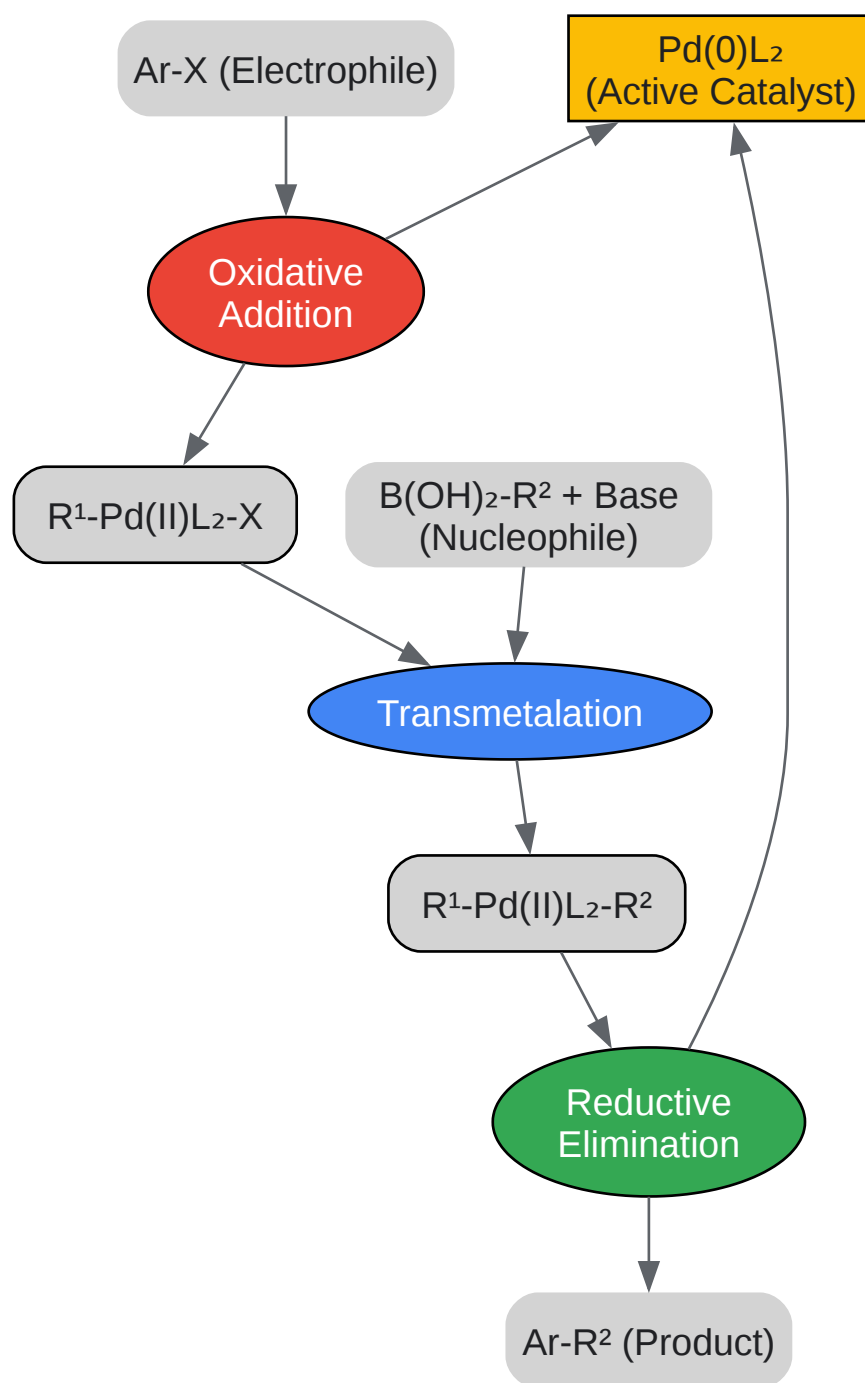 Ar-X (Electrophile)
Pd(0)L₂
(Active Catalyst)
Oxidative
Addition
R¹-Pd(II)L₂-X
B(OH)₂-R² + Base
(Nucleophile)
Transmetalation
R¹-Pd(II)L₂-R²
Reductive
Elimination
Ar-R² (Product)